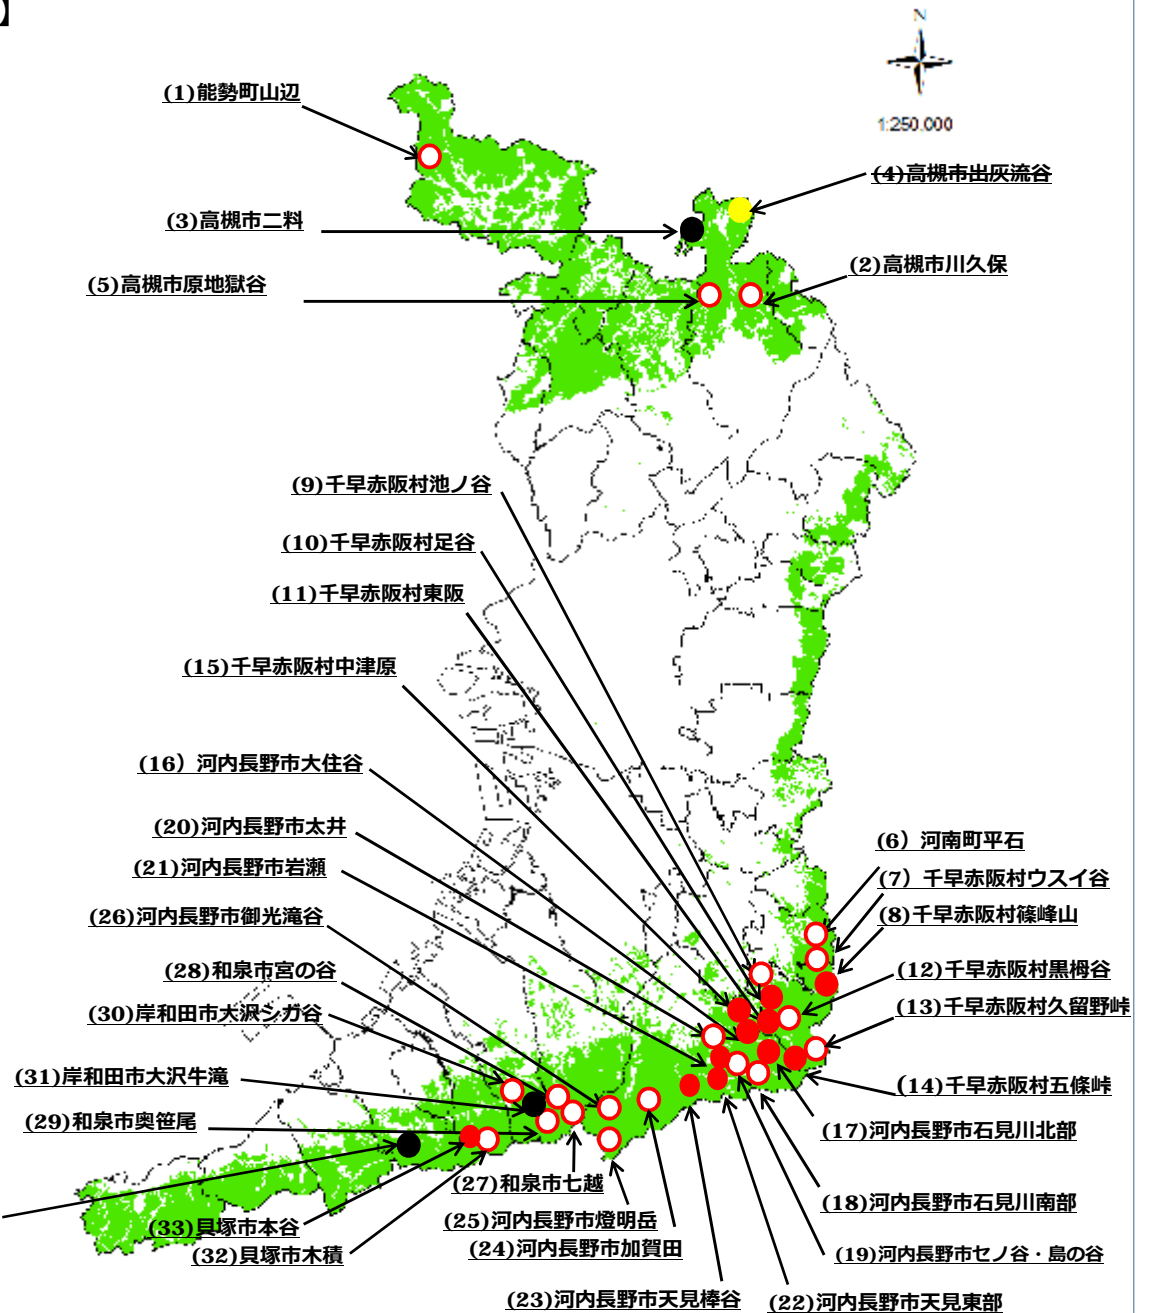 】
N
1:250,000
(1)能勢町山辺
(4)高槻市出灰流谷
(3)高槻市二料
(2)高槻市川久保
(5)高槻市原地獄谷
(9)千早赤阪村池ノ谷
(10)千早赤阪村足谷
(11)千早赤阪村東阪
(15)千早赤阪村中津原
(16）河内長野市大住谷
(20)河内長野市太井
(6）河南町平石
(21)河内長野市岩瀬
(7）千早赤阪村ウスイ谷
(26)河内長野市御光滝谷
(8)千早赤阪村篠峰山
(28)和泉市宮の谷
(12)千早赤阪村黒栂谷
(30)岸和田市大沢シガ谷
(13)千早赤阪村久留野峠
(31)岸和田市大沢牛滝
(14)千早赤阪村五條峠
(29)和泉市奥笹尾
(17)河内長野市石見川北部
(27)和泉市七越
(18)河内長野市石見川南部
(25)河内長野市燈明岳
(33)貝塚市本谷
(24)河内長野市加賀田
(32)貝塚市木積
(19)河内長野市セノ谷・島の谷
(23)河内長野市天見棒谷
(22)河内長野市天見東部